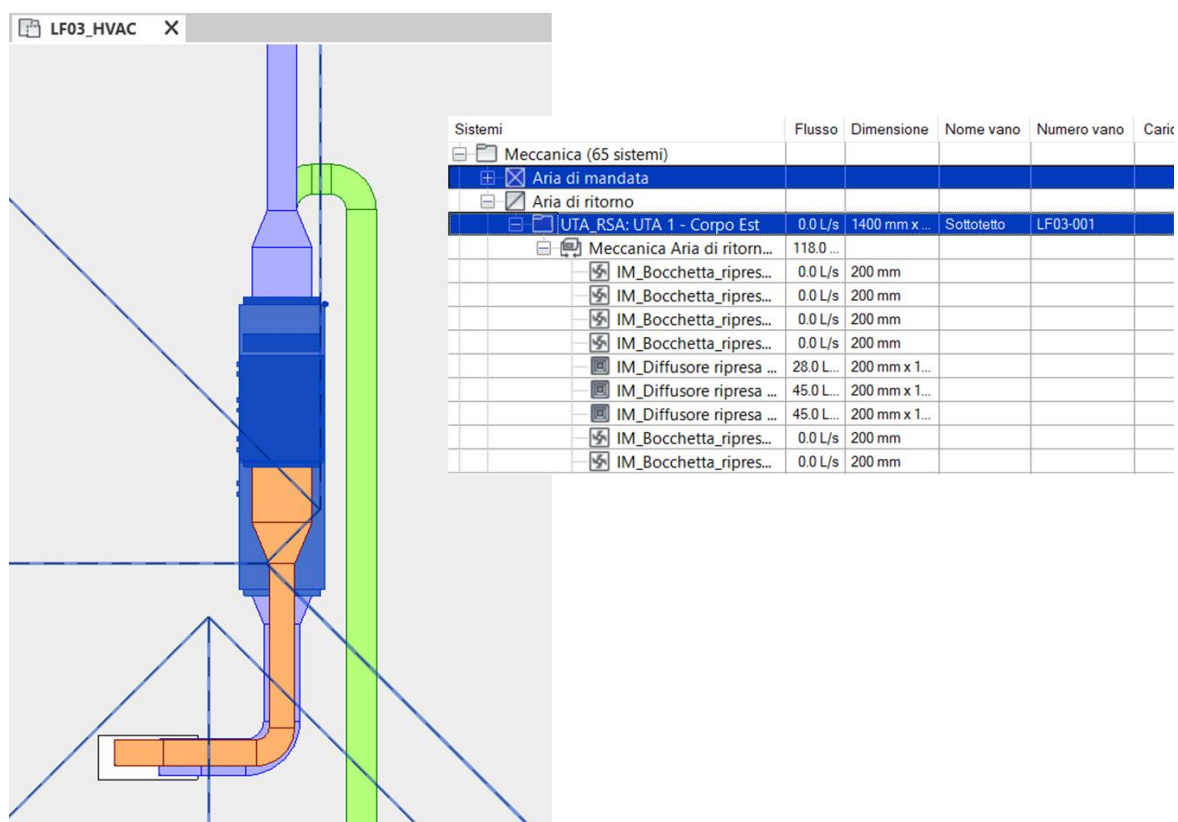 LF03_HVAC X
Sistemi Flusso Dimensione Nome vano Numero vano Caric
Meccanica (65 sistemi)
Aria di mandata
Aria di ritorno
UTA_RSA: UTA 1 - Corpo Est 0.0 L/s 1400 mm x ... Sottotetto LF03-001
Meccanica Aria di ritorn... 118.0 ...
IM_Bocchetta_ripres... 0.0 L/s 200 mm
IM_Bocchetta_ripres... 0.0 L/s 200 mm
IM_Bocchetta_ripres... 0.0 L/s 200 mm
IM_Bocchetta_ripres... 0.0 L/s 200 mm
IM_Diffusore ripresa ... 28.0 L... 200 mm x 1...
IM_Diffusore ripresa ... 45.0 L... 200 mm x 1...
IM_Diffusore ripresa ... 45.0 L... 200 mm x 1...
IM_Bocchetta_ripres... 0.0 L/s 200 mm
IM_Bocchetta_ripres... 0.0 L/s 200 mm